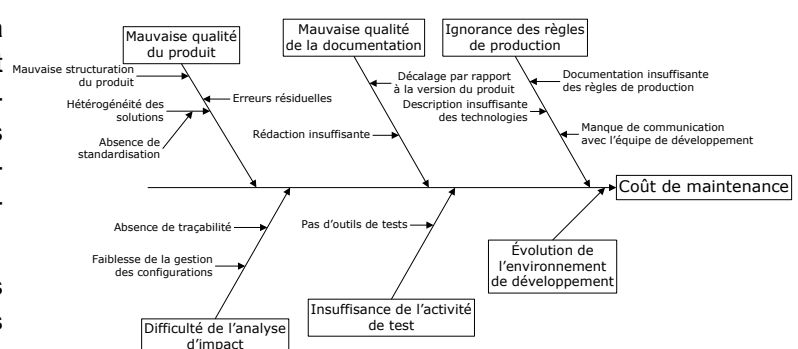 Mauvaise qualité
du produit
Mauvaise qualité
de la documentation
Ignorance des règles
de production
Mauvaise structuration
du produit
Erreurs résiduelles
Hétérogénéité des
solutions
Absence de
standardisation
Décalage par rapport
à la version du produit
Description insuffisante
des technologies
Rédaction insuffisante
Documentation insuffisante
des règles de production
Manque de communication
avec l'équipe de développement
Coût de maintenance
Absence de traçabilité
Faiblesse de la gestion
des configurations
Pas d'outils de tests
Évolution de
l'environnement
de développement
Insuffisance de l'activité
de test
Difficulté de l'analyse
d'impact